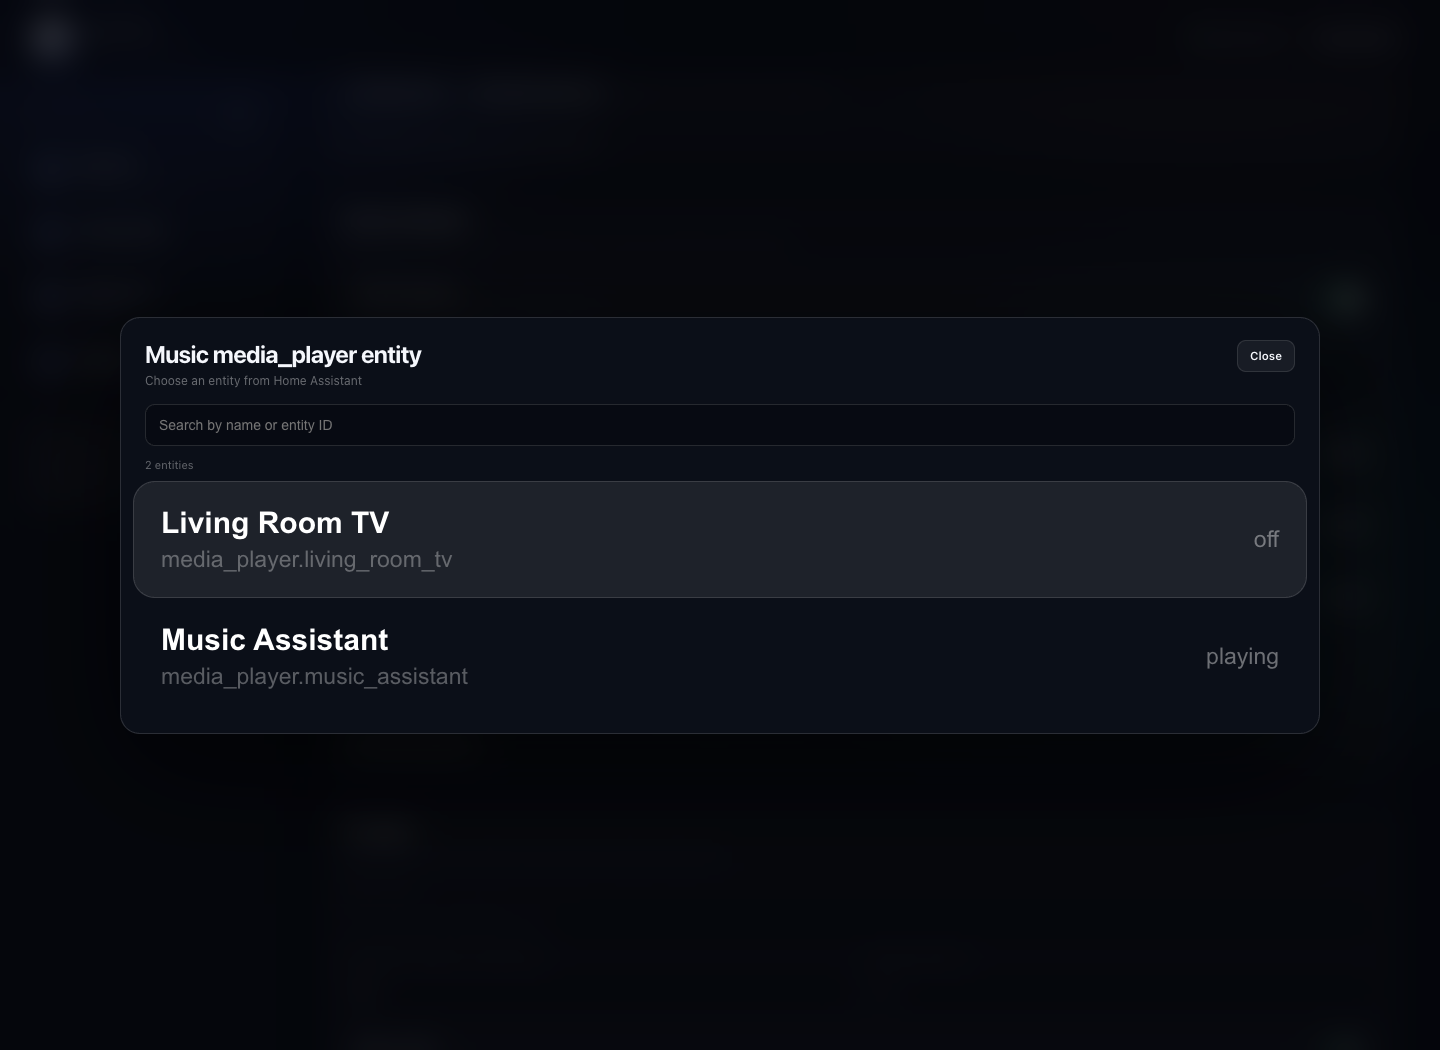 Music media_player entity
Close
Choose an entity from Home Assistant
Search by name or entity ID
2 entities
Living Room TV
media_player.living_room_tv
off
Music Assistant
media_player.music_assistant
playing